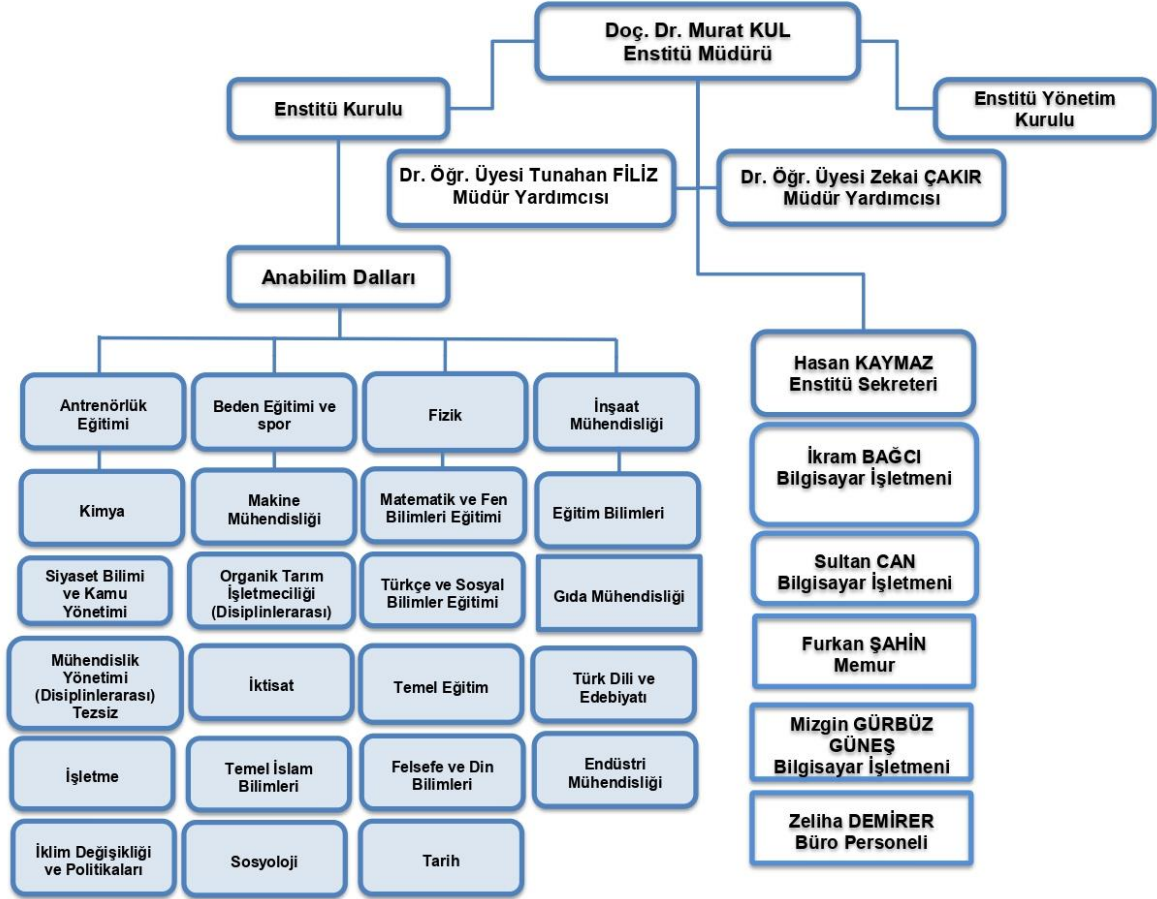 Doç. Dr. Murat KUL
Enstitü Müdürü
Enstitü Kurulu
Enstitü Yönetim
Kurulu
Dr. Öğr. Üyesi Tunahan FİLİZ
Müdür Yardımcısı
Dr. Öğr. Üyesi Zekai ÇAKIR
Müdür Yardımcısı
Anabilim Dalları
Antrenörlük
Eğitimi
Beden Eğitimi ve
spor
Fizik
İnşaat
Mühendisliği
Kimya
Makine
Mühendisliği
Matematik ve Fen
Bilimleri Eğitimi
Eğitim Bilimleri
Siyaset Bilimi
ve Kamu
Yönetimi
Organik Tarım
İşletmeciliği
(Disiplinlerarası)
Türkçe ve Sosyal
Bilimler Eğitimi
Gıda Mühendisliği
Mühendislik
Yönetimi
(Disiplinlerarası)
Tezsiz
İktisat
Temel Eğitim
Türk Dili ve
Edebiyatı
İşletme
Temel İslam
Bilimleri
Felsefe ve Din
Bilimleri
Endüstri
Mühendisliği
İklim Değişikliği
ve Politikaları
Sosyoloji
Tarih
Hasan KAYMAZ
Enstitü Sekreteri
İkram BAĞCI
Bilgisayar İşletmeni
Sultan CAN
Bilgisayar İşletmeni
Furkan ŞAHİN
Memur
Mizgin GÜRBÜZ
GÜNEŞ
Bilgisayar İşletmeni
Zeliha DEMİRER
Büro Personeli